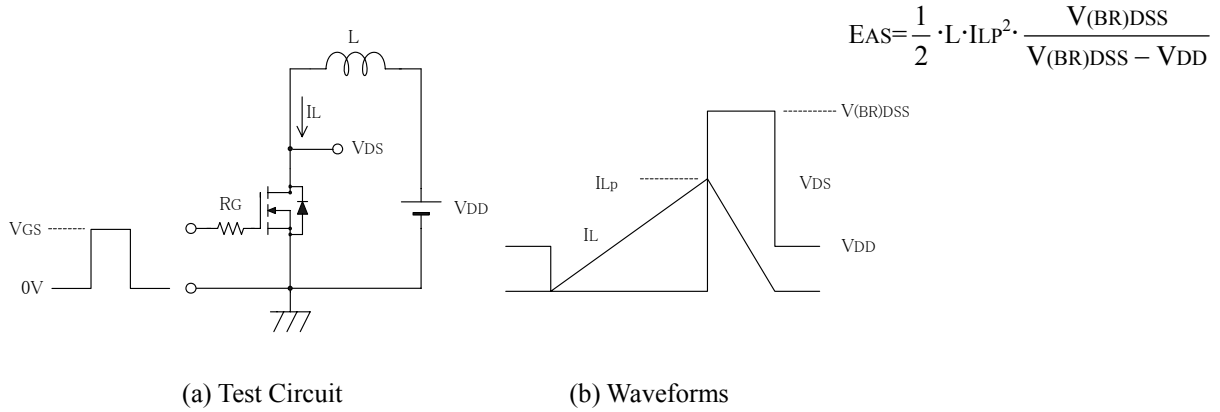 EAS= 1/2 ·L·ILP²· V(BR)DSS / V(BR)DSS – VDD
L
IL
VDS
RG
VDD
VGS
0V
V(BR)DSS
ILp
VDS
IL
VDD
(a) Test Circuit
(b) Waveforms